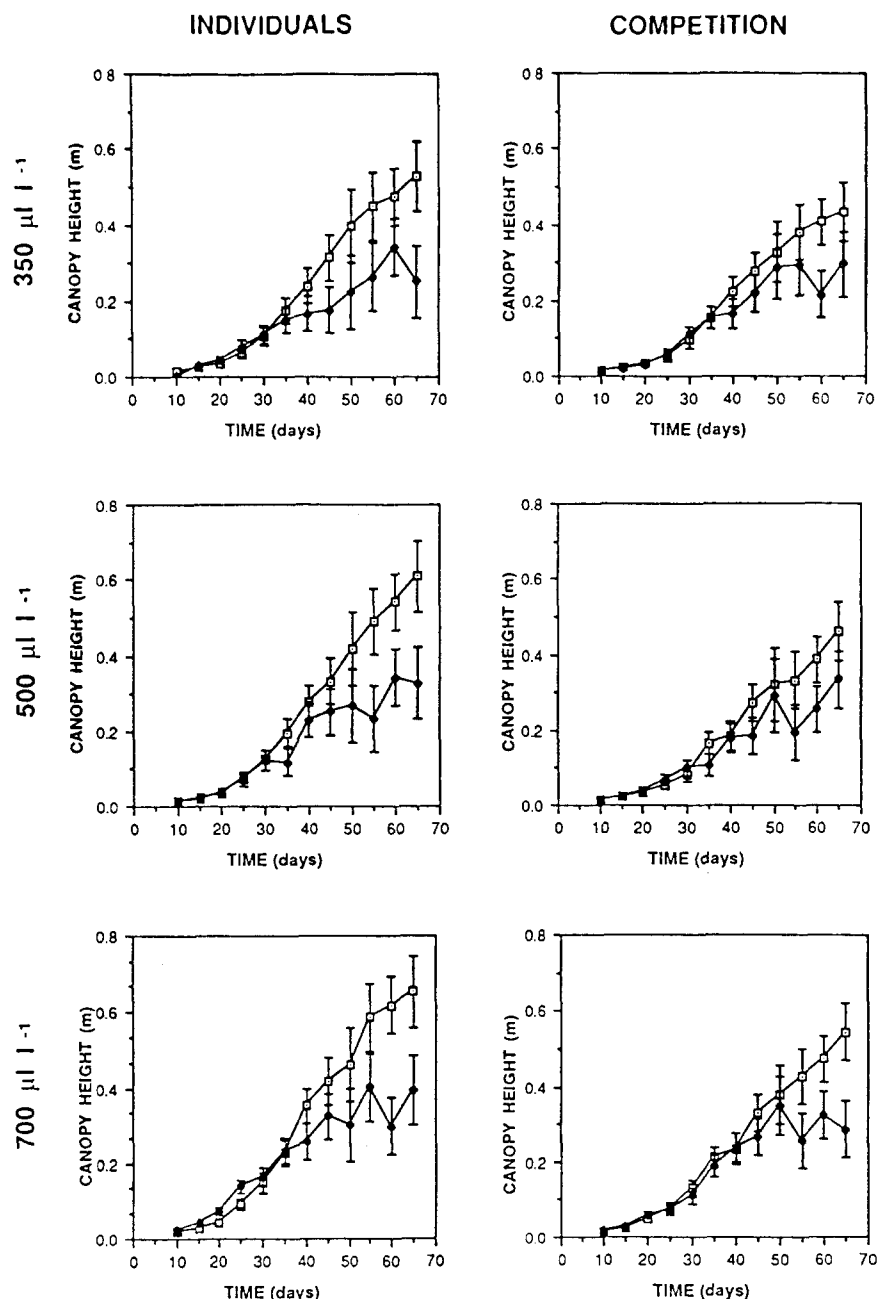 INDIVIDUALS COMPETITION
350 µl l -1
CANOPY HEIGHT (m)
0.8
0.6
0.4
0.2
0.0
0 10 20 30 40 50 60 70
TIME (days)
CANOPY HEIGHT (m)
0.8
0.6
0.4
0.2
0.0
0 10 20 30 40 50 60 70
TIME (days)
500 µl l -1
CANOPY HEIGHT (m)
0.8
0.6
0.4
0.2
0.0
0 10 20 30 40 50 60 70
TIME (days)
CANOPY HEIGHT (m)
0.8
0.6
0.4
0.2
0.0
0 10 20 30 40 50 60 70
TIME (days)
700 µl l -1
CANOPY HEIGHT (m)
0.8
0.6
0.4
0.2
0.0
0 10 20 30 40 50 60 70
TIME (days)
CANOPY HEIGHT (m)
0.8
0.6
0.4
0.2
0.0
0 10 20 30 40 50 60 70
TIME (days)